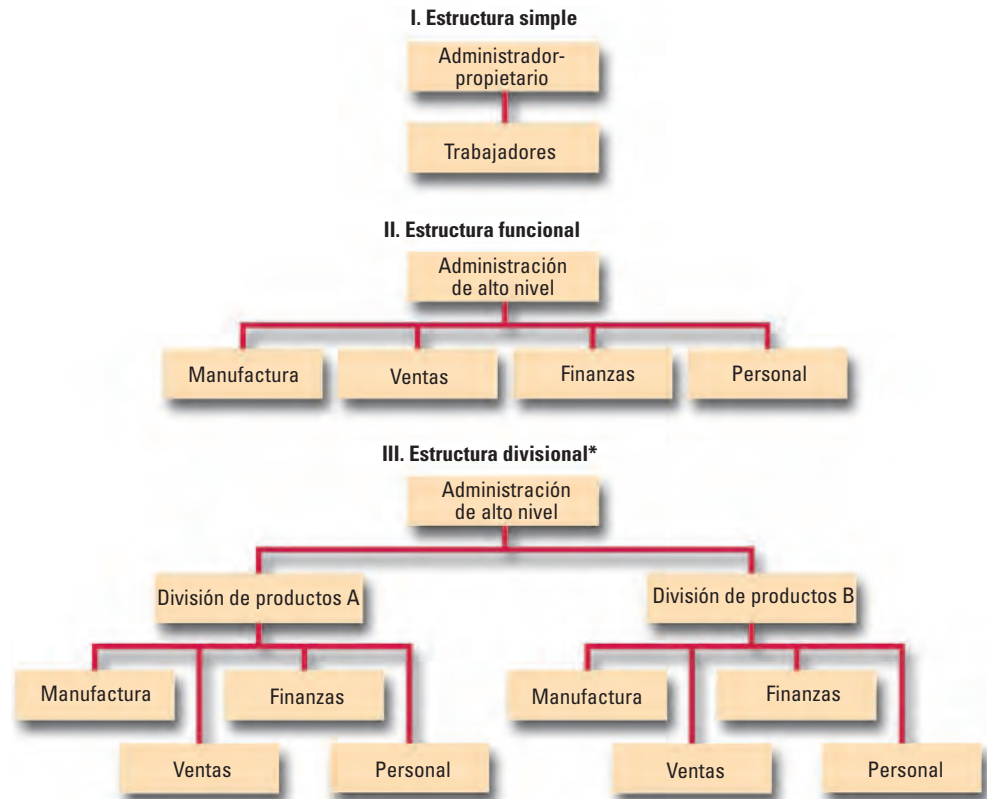 I. Estructura simple
Administrador-
propietario
Trabajadores
II. Estructura funcional
Administración
de alto nivel
Manufactura
Ventas
Finanzas
Personal
III. Estructura divisional*
Administración
de alto nivel
División de productos A
División de productos B
Manufactura
Finanzas
Manufactura
Finanzas
Ventas
Personal
Ventas
Personal